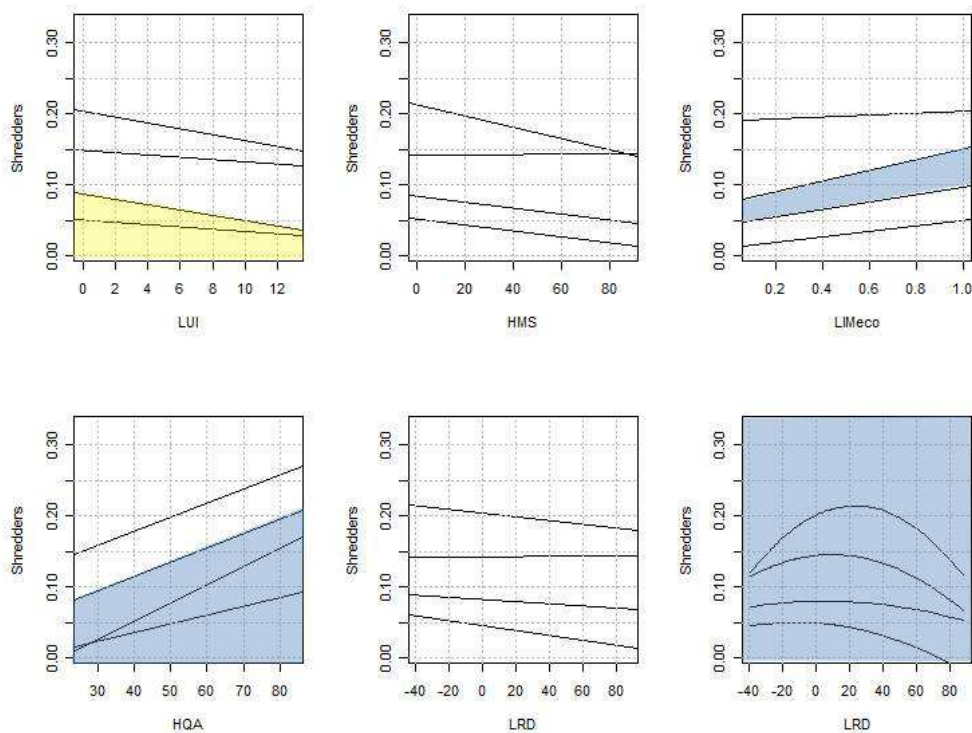 Shredders
0.00 0.10 0.20 0.30
0 2 4 6 8 10 12
LUI
Shredders
0.00 0.10 0.20 0.30
0 20 40 60 80
HMS
Shredders
0.00 0.10 0.20 0.30
0.2 0.4 0.6 0.8 1.0
LIMeco
Shredders
0.00 0.10 0.20 0.30
30 40 50 60 70 80
HQA
Shredders
0.00 0.10 0.20 0.30
-40 -20 0 20 40 60 80
LRD
Shredders
0.00 0.10 0.20 0.30
-40 -20 0 20 40 60 80
LRD